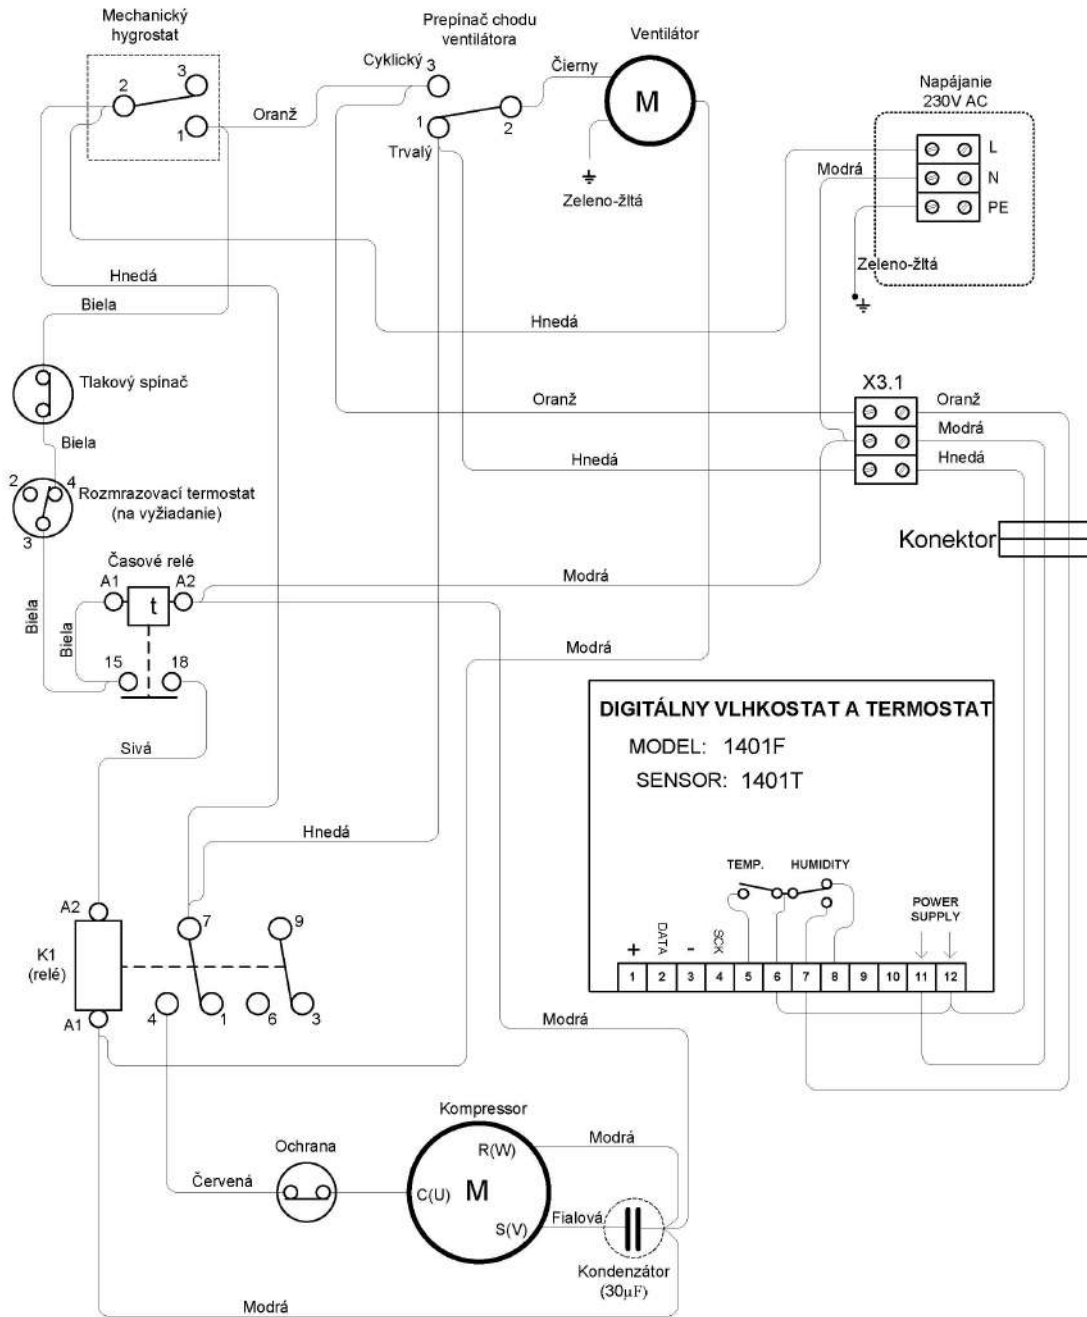 Mechanický
hygrostat
Prepínač chodu
ventilátora
Ventilátor
Cyklický
3
Čierny
Napájanie
230V AC
3
2
1
Oranž
M
1
2
Trvalý
L
N
PE
Modrá
Zeleno-žltá
Zeleno-žltá
Hnedá
Biela
Hnedá
Tlakový spínač
X3.1
Oranž
Oranž
Modrá
Hnedá
Hnedá
Biela
2
4
Rozmrazovací termostat
(na vyžiadanie)
3
Konektor
Časové relé
A1
t
A2
Modrá
Biela
Biela
15
18
Modrá
DIGITÁLNY VLHKOSTAT A TERMOSTAT
MODEL: 1401F
SENSOR: 1401T
Sivá
Hnedá
TEMP.
HUMIDITY
POWER
SUPPLY
+
DATA
-
SCK
1
2
3
4
5
6
7
8
9
10
11
12
A2
7
9
K1
(relé)
A1
4
1
6
3
Modrá
Kompressor
Ochrana
R(W)
Modrá
Červená
C(U)
M
S(V)
Fialová
Kondenzátor
(30µF)
Modrá